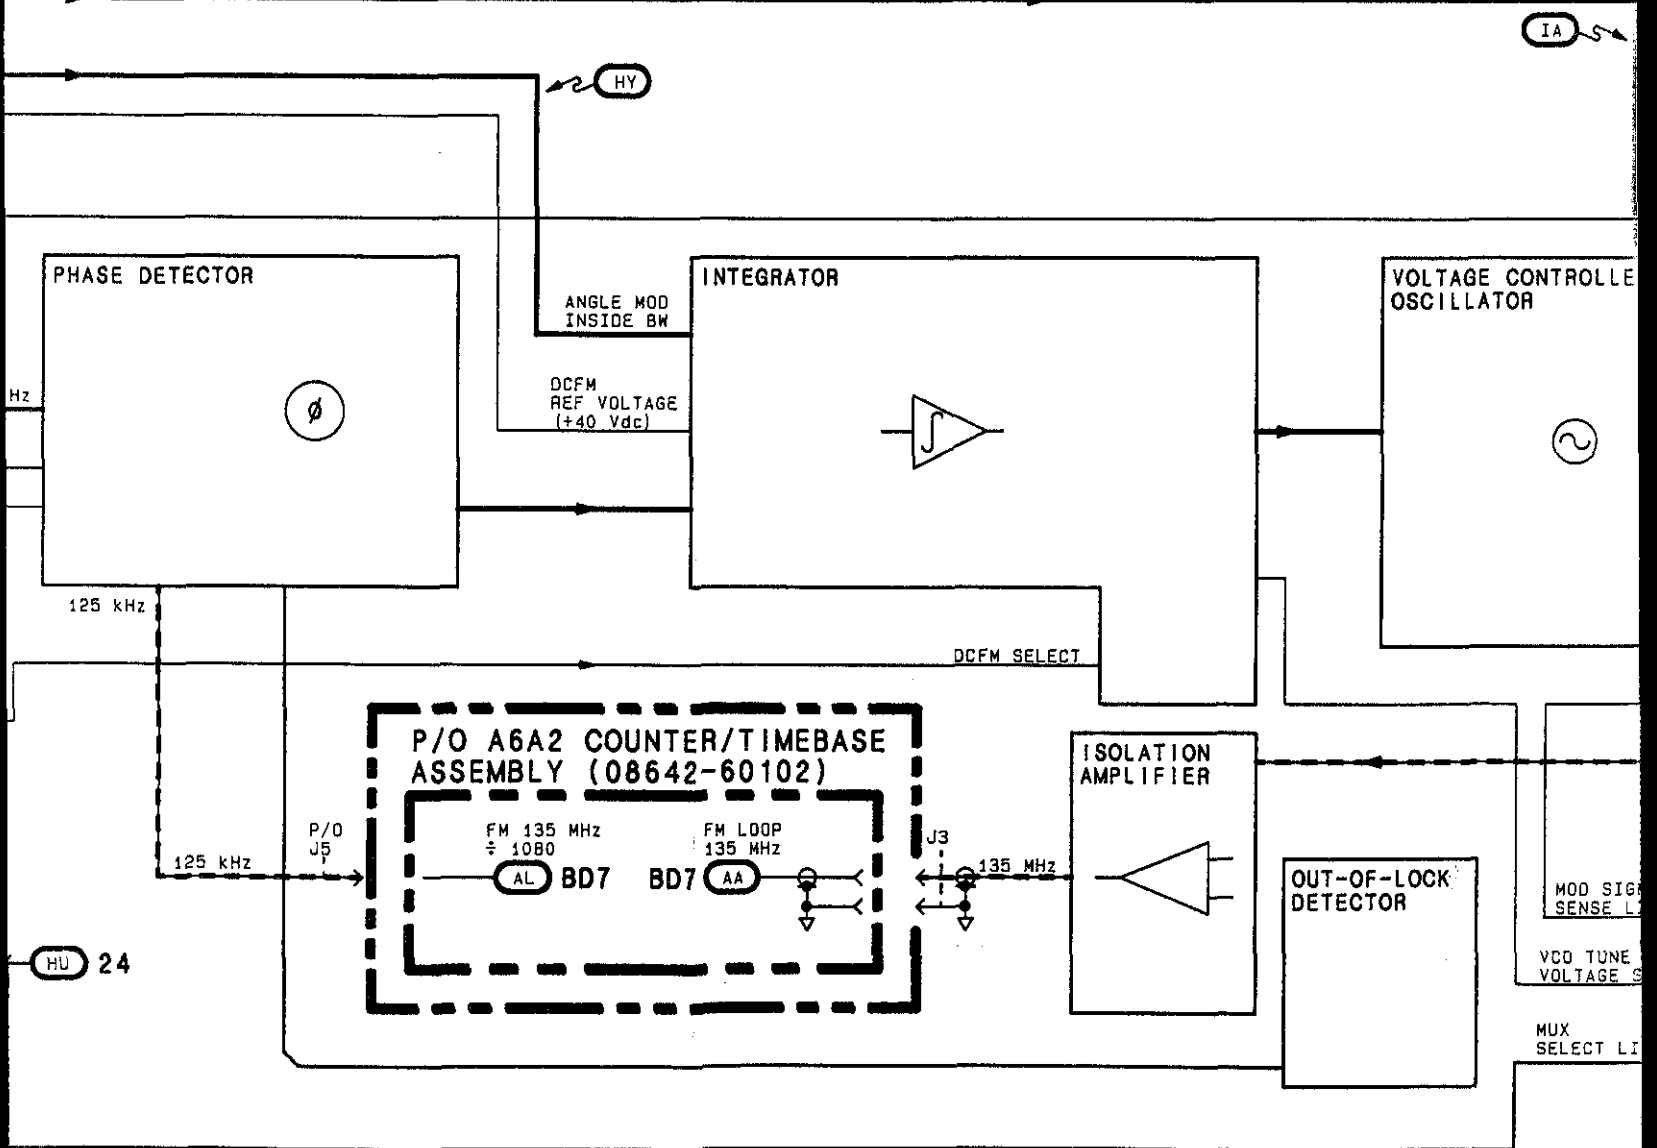 IA
HY
PHASE DETECTOR
INTEGRATOR
VOLTAGE CONTROLLE
OSCILLATOR
ANGLE MOD
INSIDE BW
DCFM
REF VOLTAGE
(+40 Vdc)
Hz
ø
∫
125 kHz
DCFM SELECT
P/O A6A2 COUNTER/TIMEBASE
ASSEMBLY (08642-60102)
ISOLATION
AMPLIFIER
P/O
J5
125 kHz
FM 135 MHz
÷ 1080
AL BD7
FM LOOP
135 MHz
BD7 AA
J3
135 MHz
OUT-OF-LOCK
DETECTOR
MOD SIG
SENSE
HU 24
VCO TUNE
VOLTAGE
MUX
SELECT LI